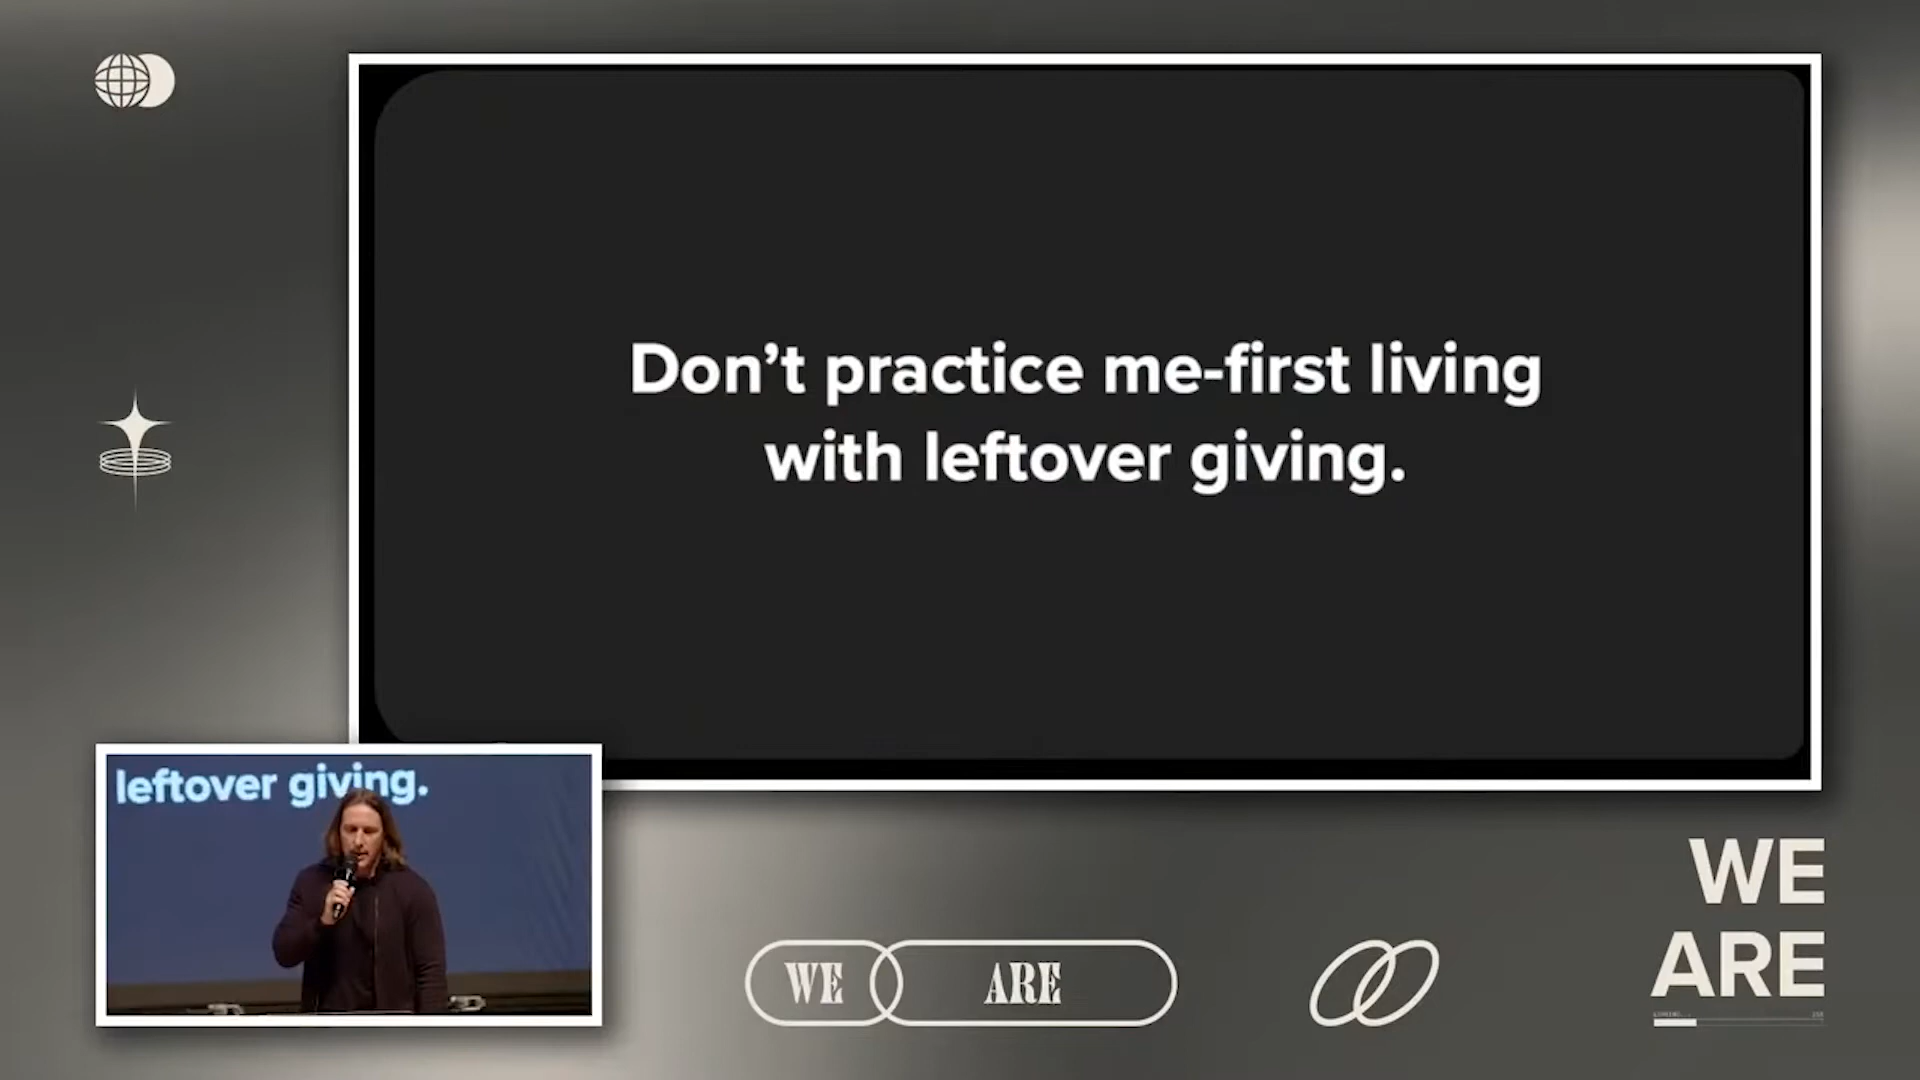 Don’t practice me-first living
with leftover giving.
leftover giving.
WE ARE
WE
ARE